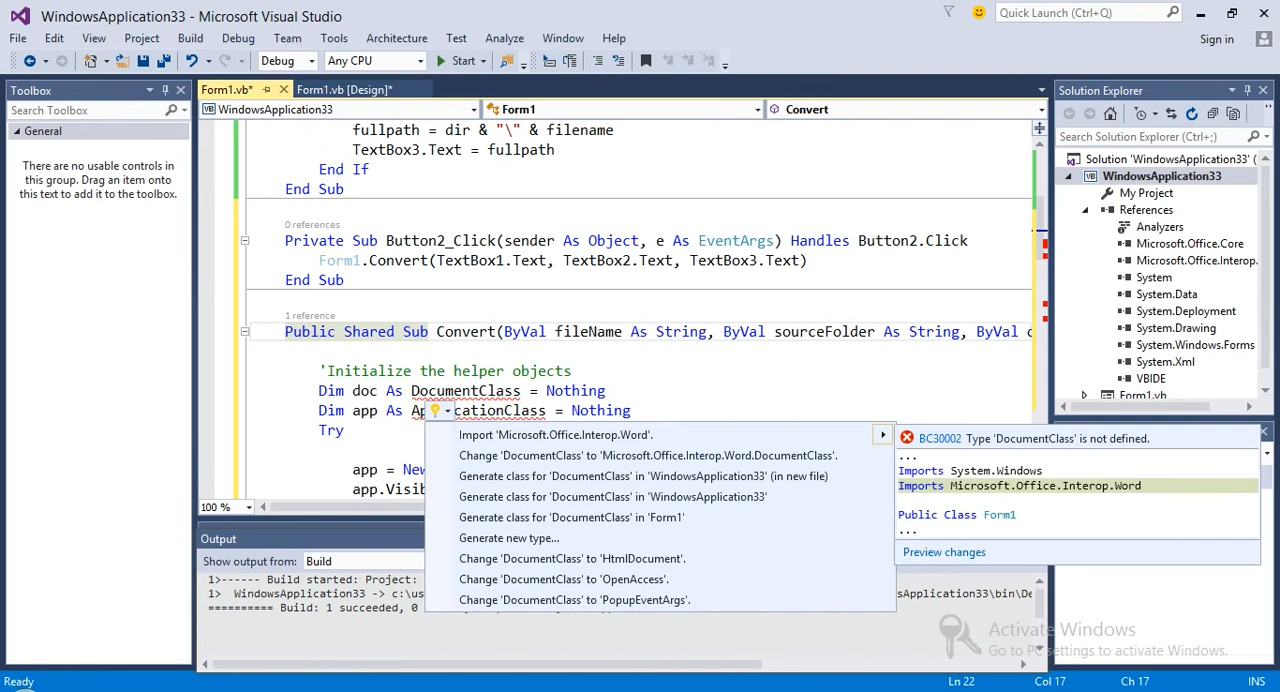 WindowsApplication33 - Microsoft Visual Studio
Quick Launch (Ctrl+Q)
File Edit View Project Build Debug Team Tools Architecture Test Analyze Window Help
Sign in
Debug Any CPU Start
Toolbox
Search Toolbox
General
There are no usable controls in
this group. Drag an item onto
this text to add it to the toolbox.
Form1.vb* Form1.vb [Design]*
WindowsApplication33 Form1 Convert
fullpath = dir & "\" & filename
TextBox3.Text = fullpath
End If
End Sub
0 references
Private Sub Button2_Click(sender As Object, e As EventArgs) Handles Button2.Click
Form1.Convert(TextBox1.Text, TextBox2.Text, TextBox3.Text)
End Sub
1 reference
Public Shared Sub Convert(ByVal fileName As String, ByVal sourceFolder As String, ByVal
'Initialize the helper objects
Dim doc As DocumentClass = Nothing
Dim app As A cationClass = Nothing
Try
app = New
app.Visib
Import 'Microsoft.Office.Interop.Word'.
Change 'DocumentClass' to 'Microsoft.Office.Interop.Word.DocumentClass'.
Generate class for 'DocumentClass' in 'WindowsApplication33' (in new file)
Generate class for 'DocumentClass' in 'WindowsApplication33'
Generate class for 'DocumentClass' in 'Form1'
Generate new type...
Change 'DocumentClass' to 'HtmlDocument'.
Change 'DocumentClass' to 'OpenAccess'.
Change 'DocumentClass' to 'PopupEventArgs'.
BC30002 Type 'DocumentClass' is not defined.
...
Imports System.Windows
Imports Microsoft.Office.Interop.Word
Public Class Form1
...
Preview changes
100 %
Output
Show output from: Build
1>------ Build started: Project:
1> WindowsApplication33 -> c:\us sApplication33\bin\De
========== Build: 1 succeeded, 0
Solution Explorer
Search Solution Explorer (Ctrl+;)
Solution 'WindowsApplication33' (
WindowsApplication33
My Project
References
Analyzers
Microsoft.Office.Core
Microsoft.Office.Interop.
System
System.Data
System.Deployment
System.Drawing
System.Windows.Forms
System.Xml
VBIDE
Form1.vb
Activate Windows
Go to PC settings to activate Windows.
Ready Ln 22 Col 17 Ch 17 INS